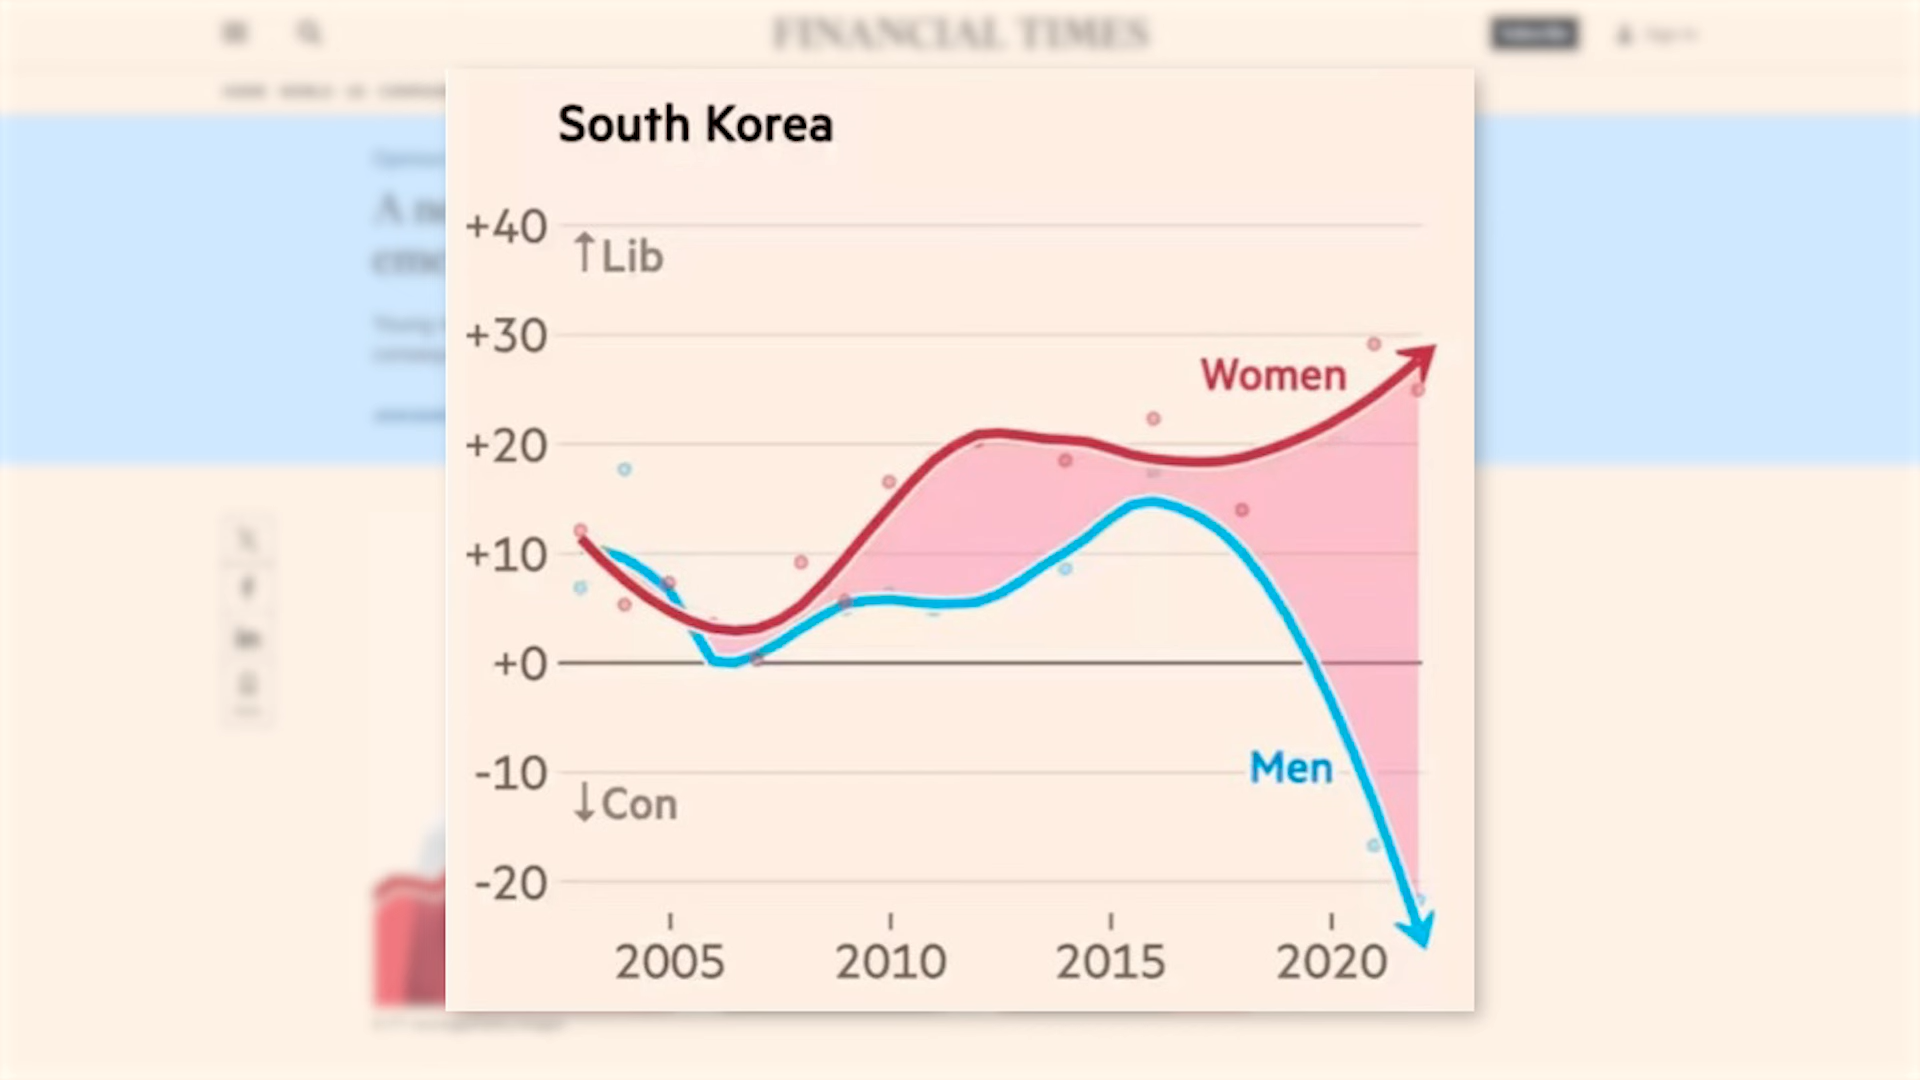 FINANCIAL TIMES
South Korea
+40
↑Lib
+30
Women
+20
+10
+0
-10
Men
↓Con
-20
2005 2010 2015 2020